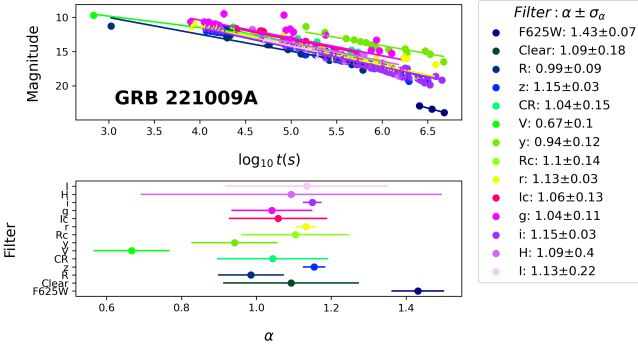 10
15
20
Magnitude
GRB 221009A
3.0 3.5 4.0 4.5 5.0 5.5 6.0 6.5
log₁₀ t(s)
Filter
I
H
i
g
Ic
r
Rc
y
V
CR
z
R
Clear
F625W
0.6 0.8 1.0 1.2 1.4
α
Filter : α ± σα
F625W: 1.43±0.07
Clear: 1.09±0.18
R: 0.99±0.09
z: 1.15±0.03
CR: 1.04±0.15
V: 0.67±0.1
y: 0.94±0.12
Rc: 1.1±0.14
r: 1.13±0.03
Ic: 1.06±0.13
g: 1.04±0.11
i: 1.15±0.03
H: 1.09±0.4
I: 1.13±0.22